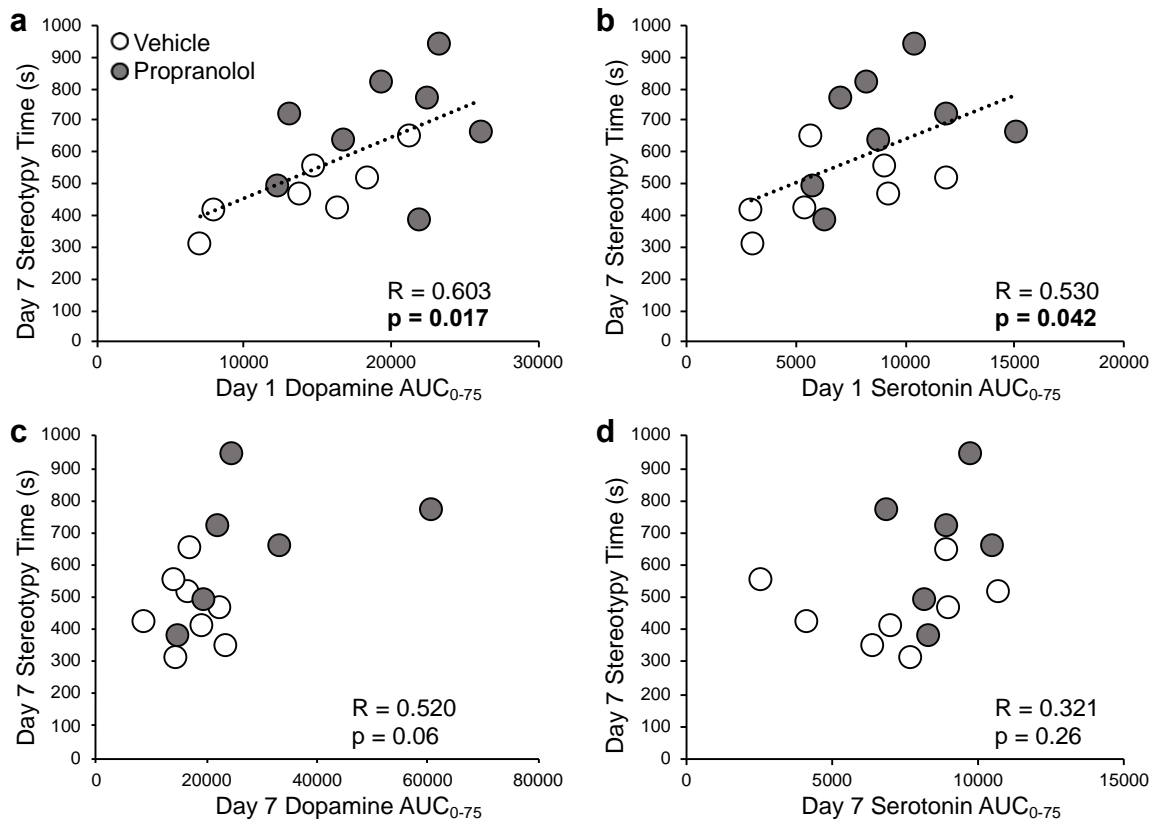 a
Vehicle
Propranolol
Day 7 Stereotypy Time (s)
1000
900
800
700
600
500
400
300
200
100
0
R = 0.603
p = 0.017
0 10000 20000 30000
Day 1 Dopamine AUC0-75
b
Day 7 Stereotypy Time (s)
1000
900
800
700
600
500
400
300
200
100
0
R = 0.530
p = 0.042
0 5000 10000 15000 20000
Day 1 Serotonin AUC0-75
c
Day 7 Stereotypy Time (s)
1000
900
800
700
600
500
400
300
200
100
0
R = 0.520
p = 0.06
0 20000 40000 60000 80000
Day 7 Dopamine AUC0-75
d
Day 7 Stereotypy Time (s)
1000
900
800
700
600
500
400
300
200
100
0
R = 0.321
p = 0.26
0 5000 10000 15000
Day 7 Serotonin AUC0-75